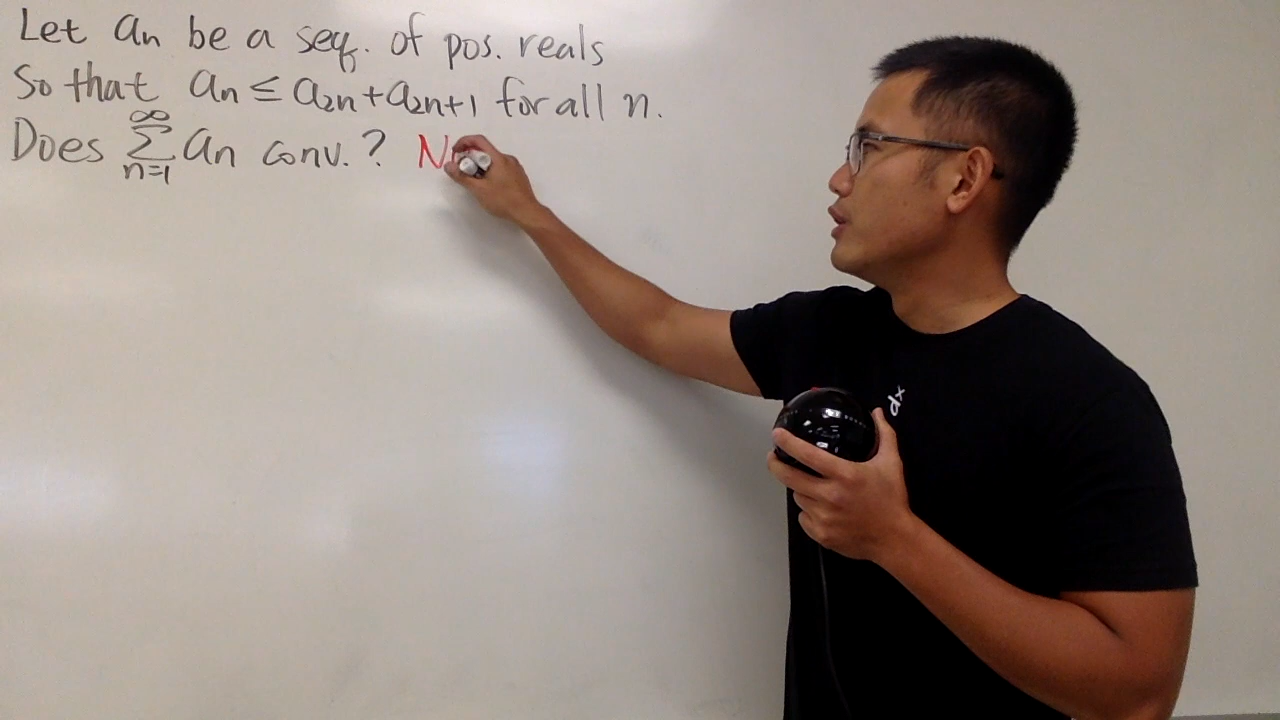 Let an be a seq. of pos. reals
So that an ≤ a2n+a2n+1 for all n.
Does ∞∑n=1 an conv.? N
dx